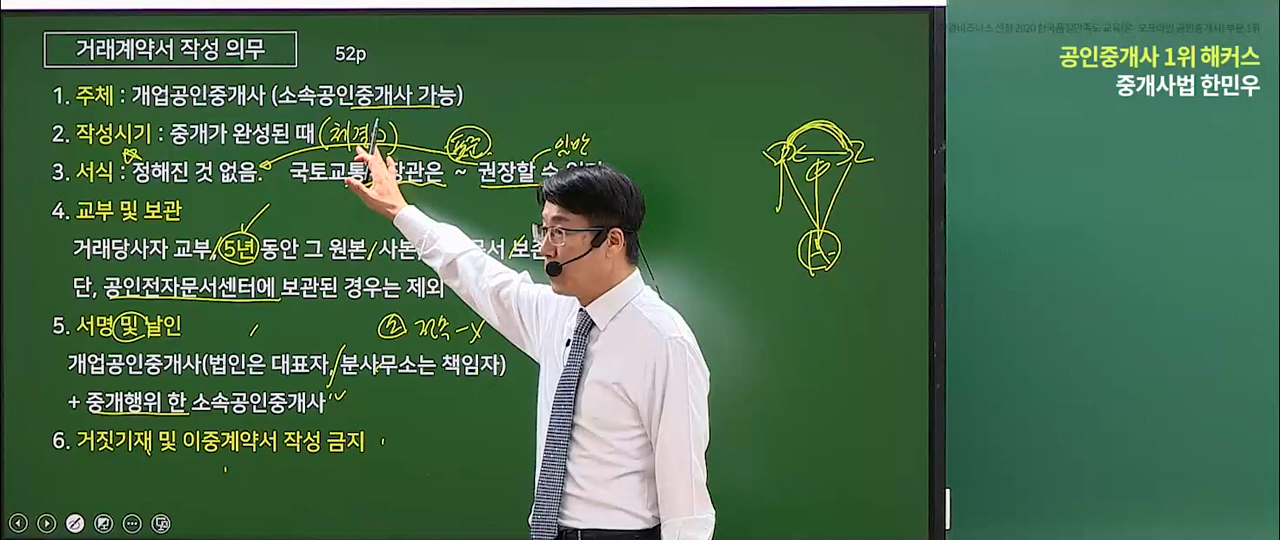 거래계약서 작성 의무
52p
1. 주체 : 개업공인중개사 (소속공인중개사 가능)
2. 작성시기 : 중개가 완성된 때
3. 서식 : 정해진 것 없음. 국토교통 장관은 ~ 권장할 수
일반
4. 교부 및 보관
거래당사자 교부, 5년 동안 그 원본, 사본,
단, 공인전자문서센터에 보관된 경우는 제외
5. 서명 및 날인
개업공인중개사(법인은 대표자, 분사무소는 책임자)
+ 중개행위 한 소속공인중개사
6. 거짓기재 및 이중계약서 작성 금지
공인중개사 1위 해커스
중개사법 한민우